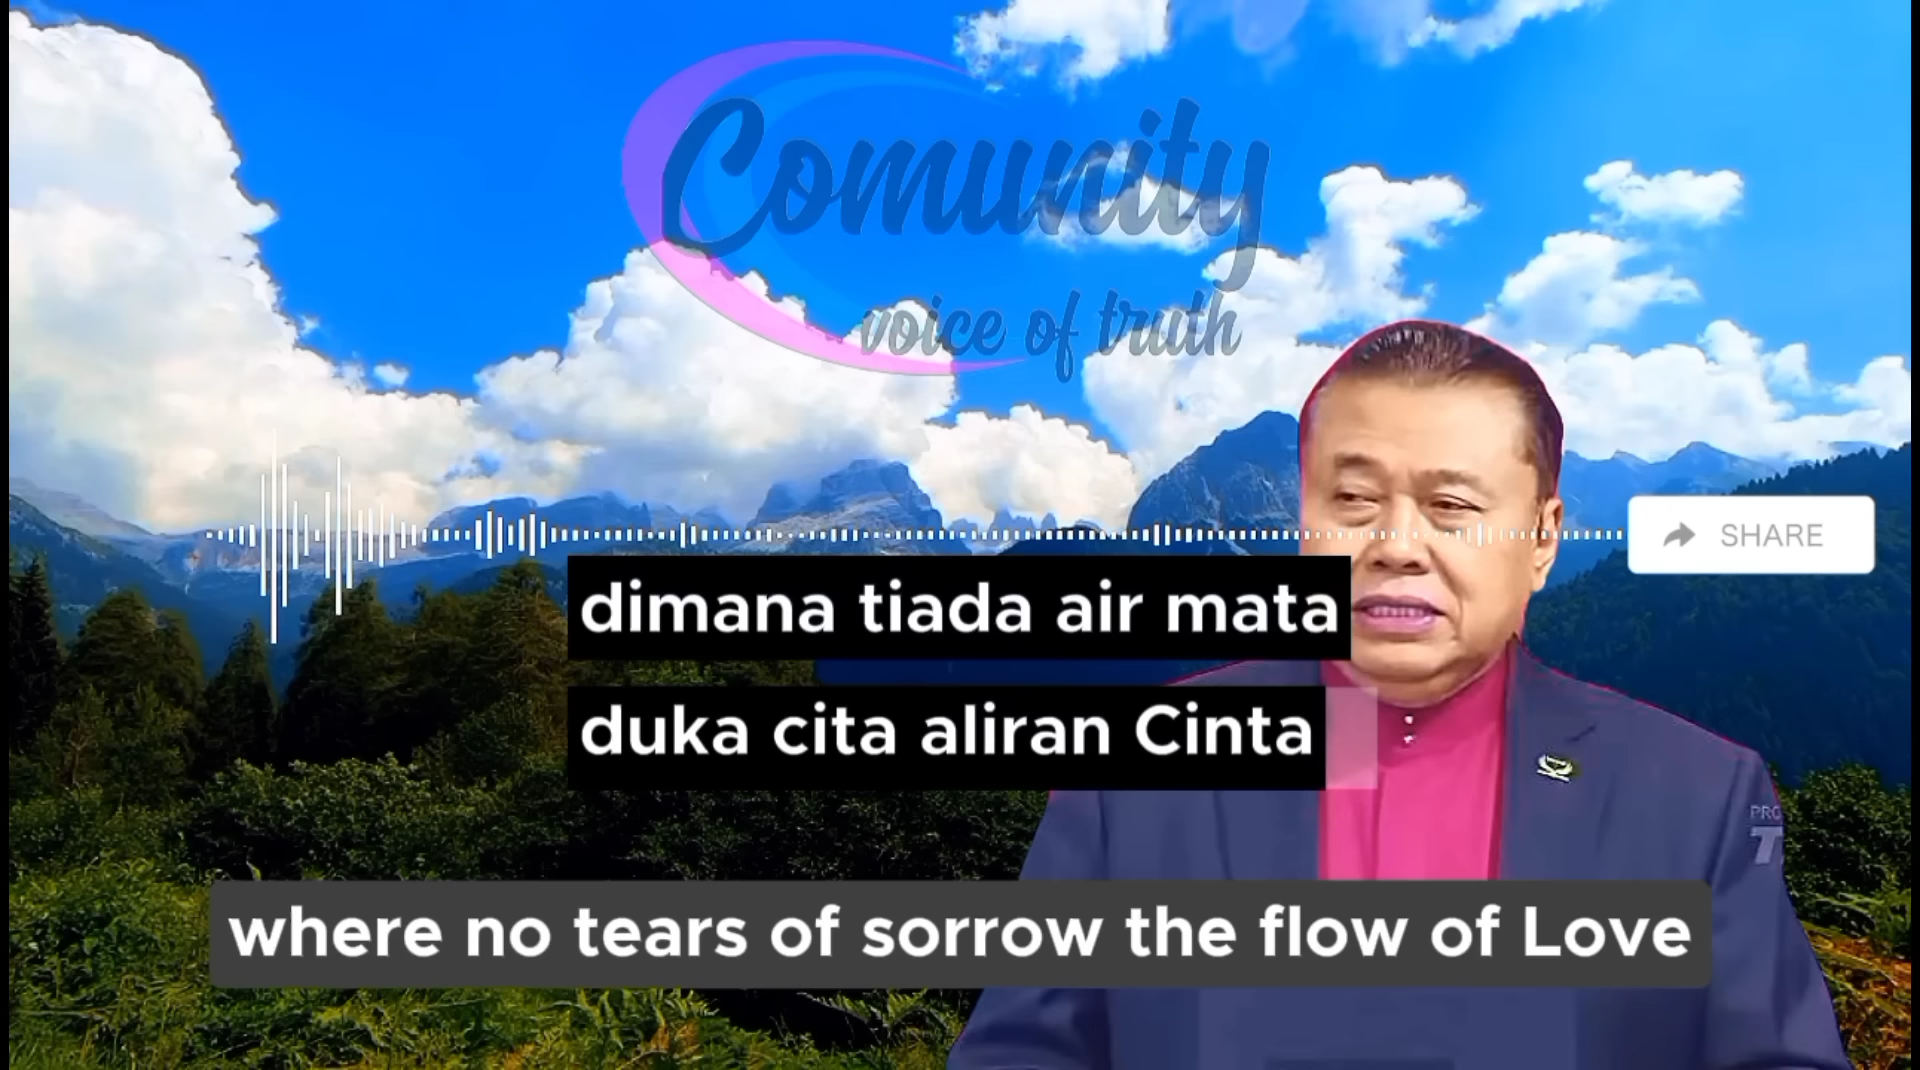 Comunity
voice of truth
SHARE
dimana tiada air mata
duka cita aliran Cinta
PRO
T
where no tears of sorrow the flow of Love